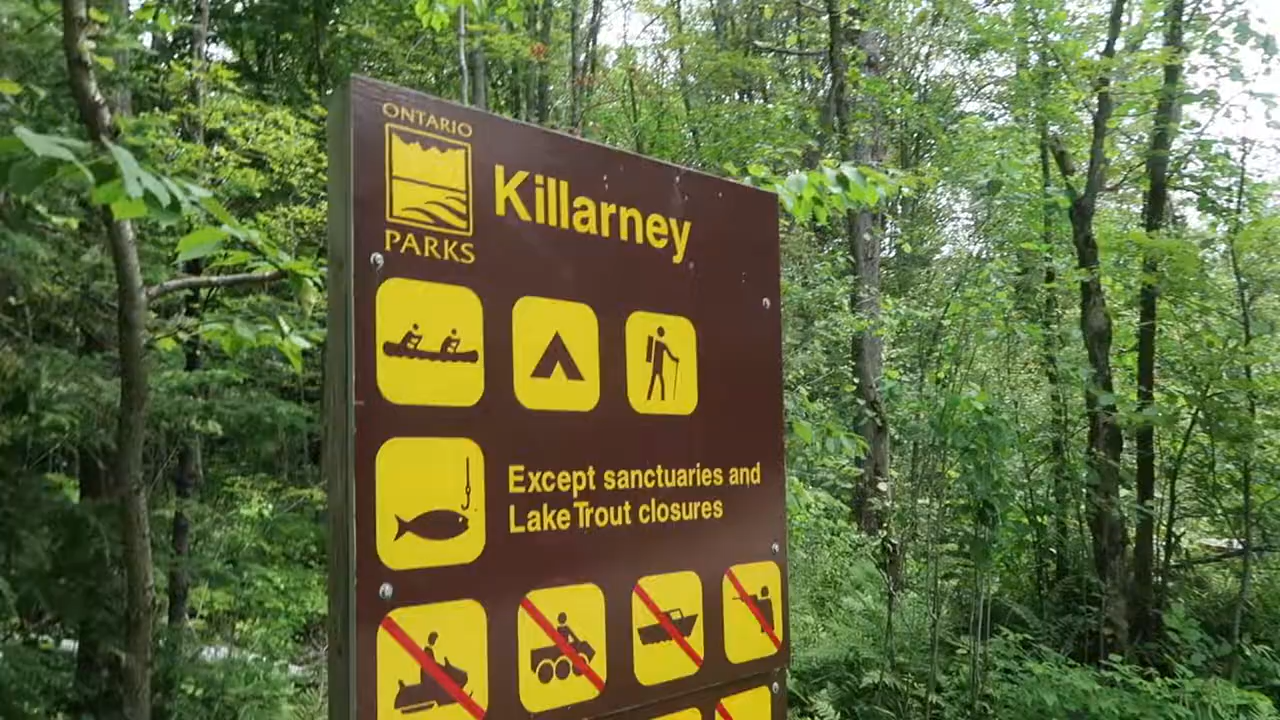 ONTARIO
PARKS
Killarney
Except sanctuaries and
Lake Trout closures